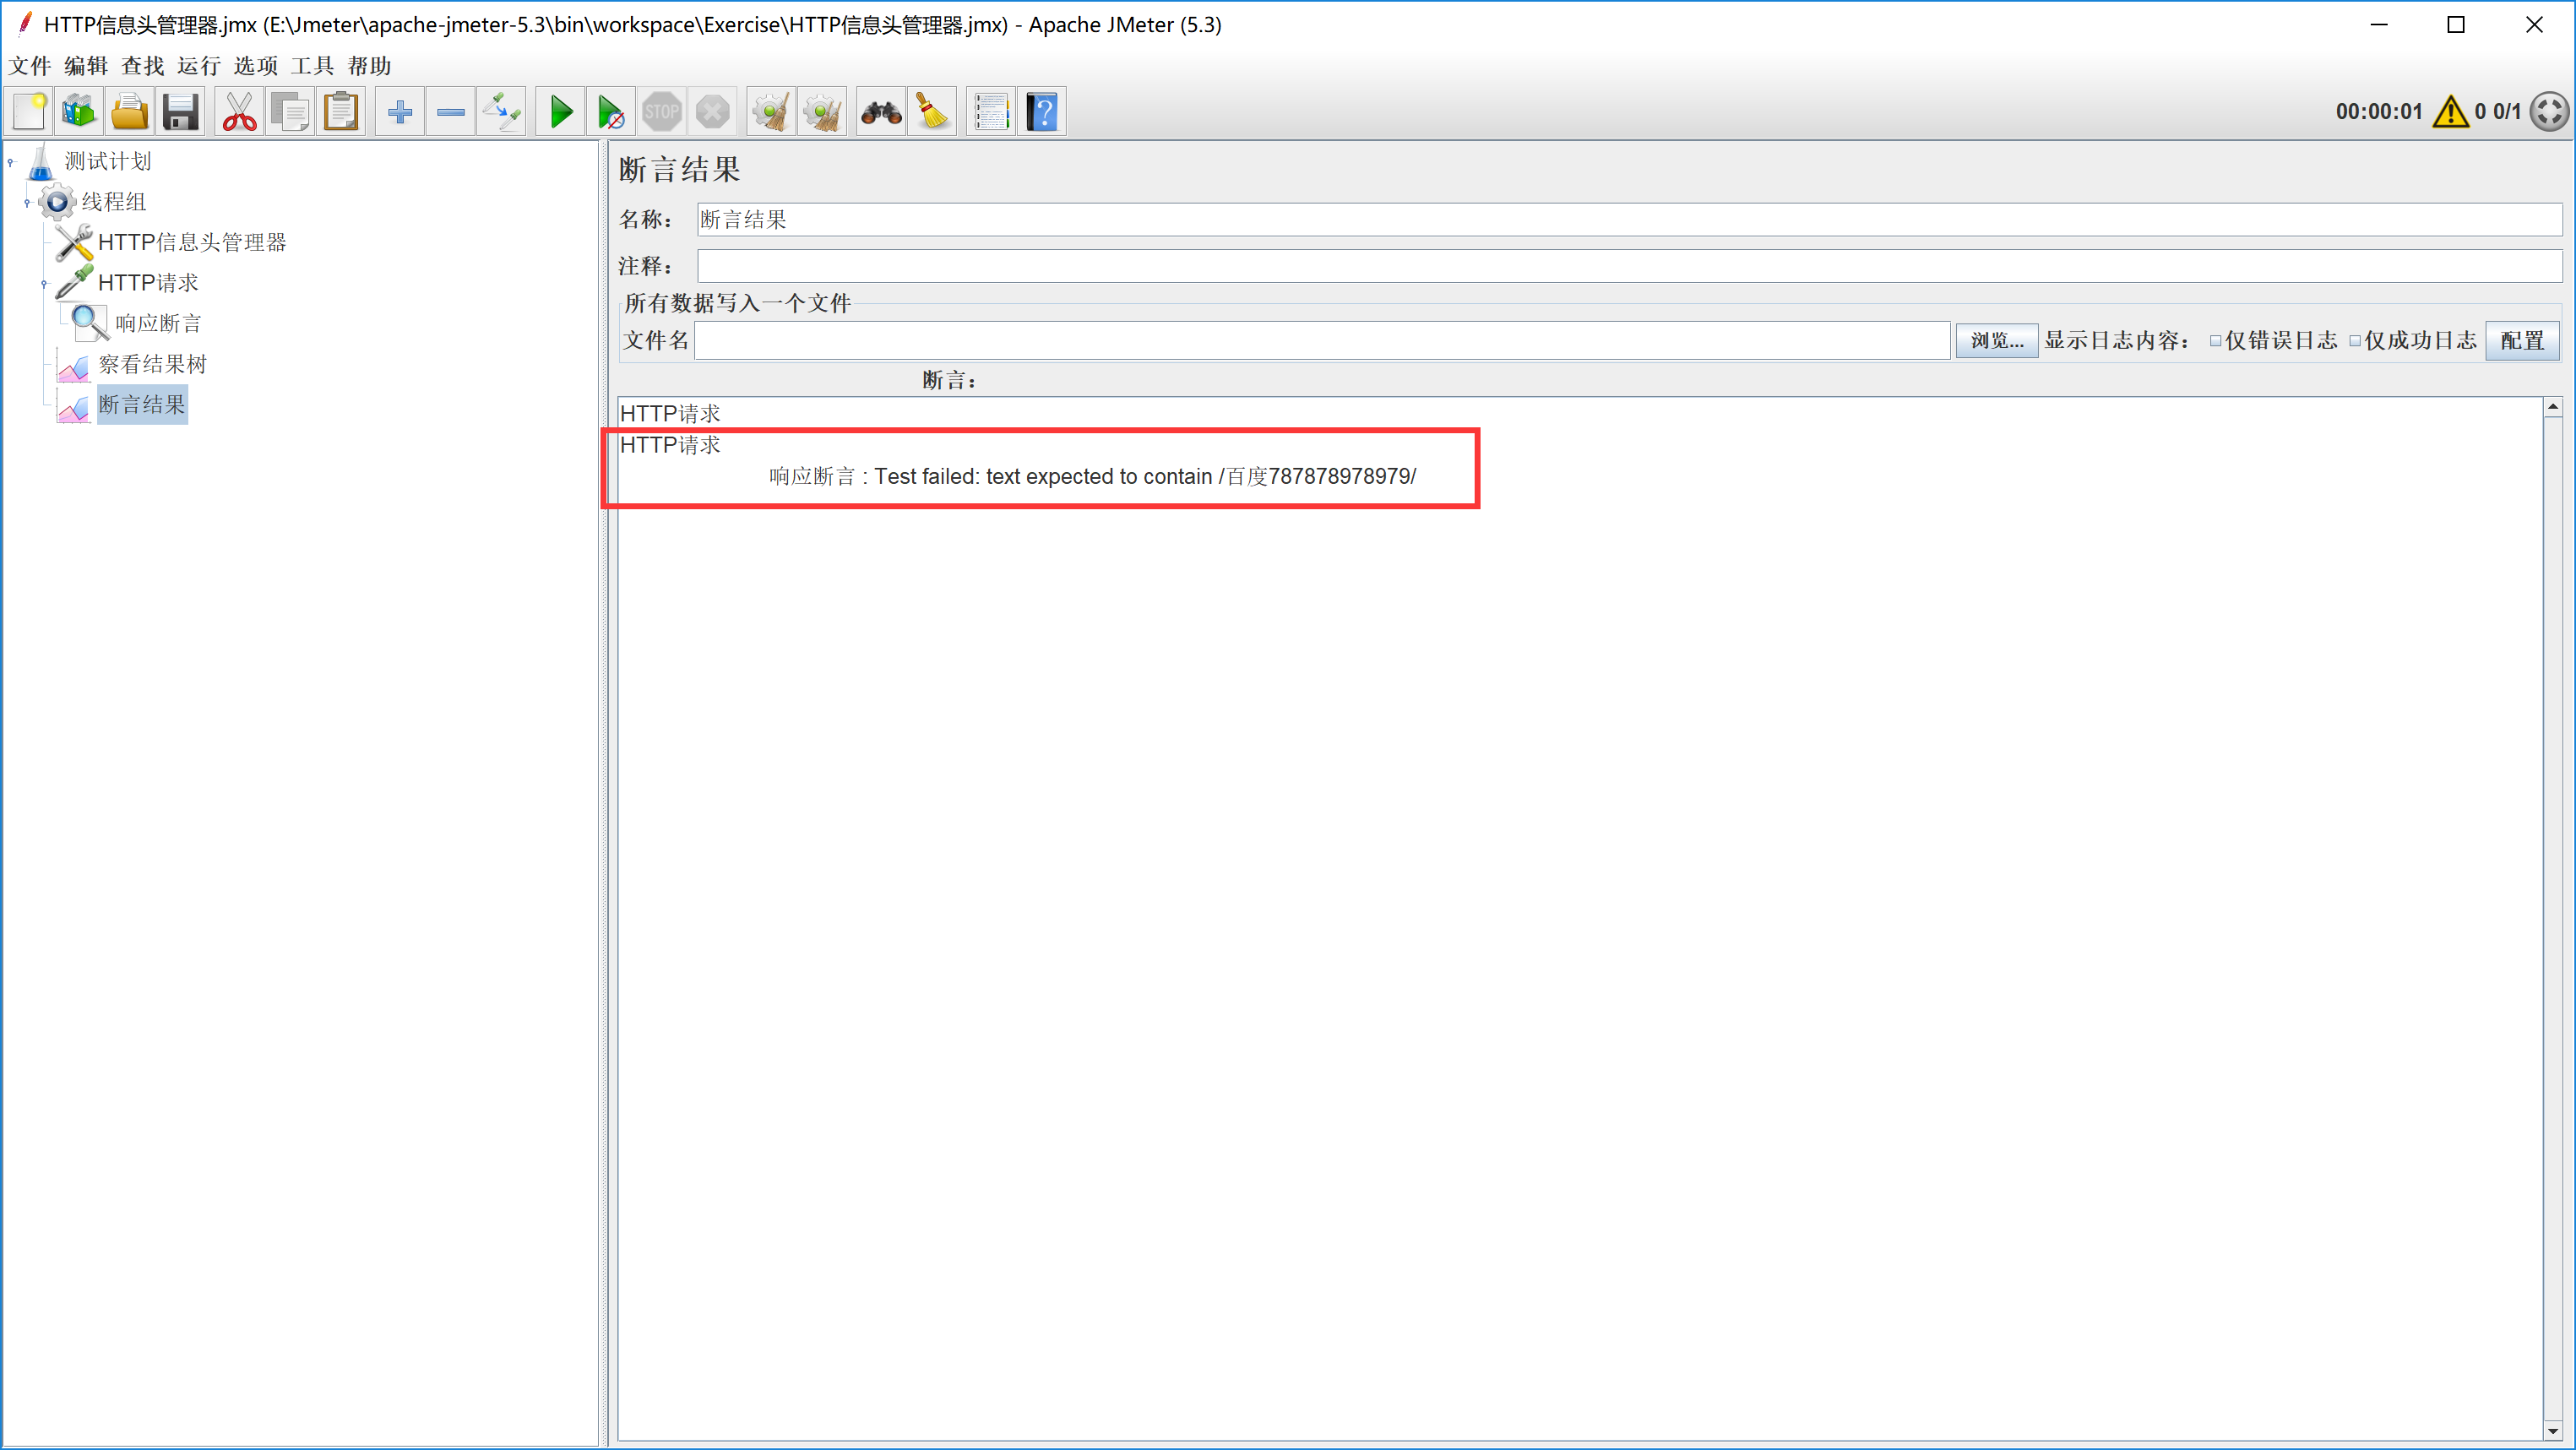 HTTP信息头管理器.jmx (E:\Jmeter\apache-jmeter-5.3\bin\workspace\Exercise\HTTP信息头管理器.jmx) - Apache JMeter (5.3)
文件 编辑 查找 运行 选项 工具 帮助
STOP
00:00:01 0 0/1
测试计划
线程组
HTTP信息头管理器
HTTP请求
响应断言
察看结果树
断言结果
断言结果
名称： 断言结果
注释：
所有数据写入一个文件
文件名 浏览... 显示日志内容： 仅错误日志 仅成功日志 配置
断言：
HTTP请求
HTTP请求
响应断言 : Test failed: text expected to contain /百度787878978979/